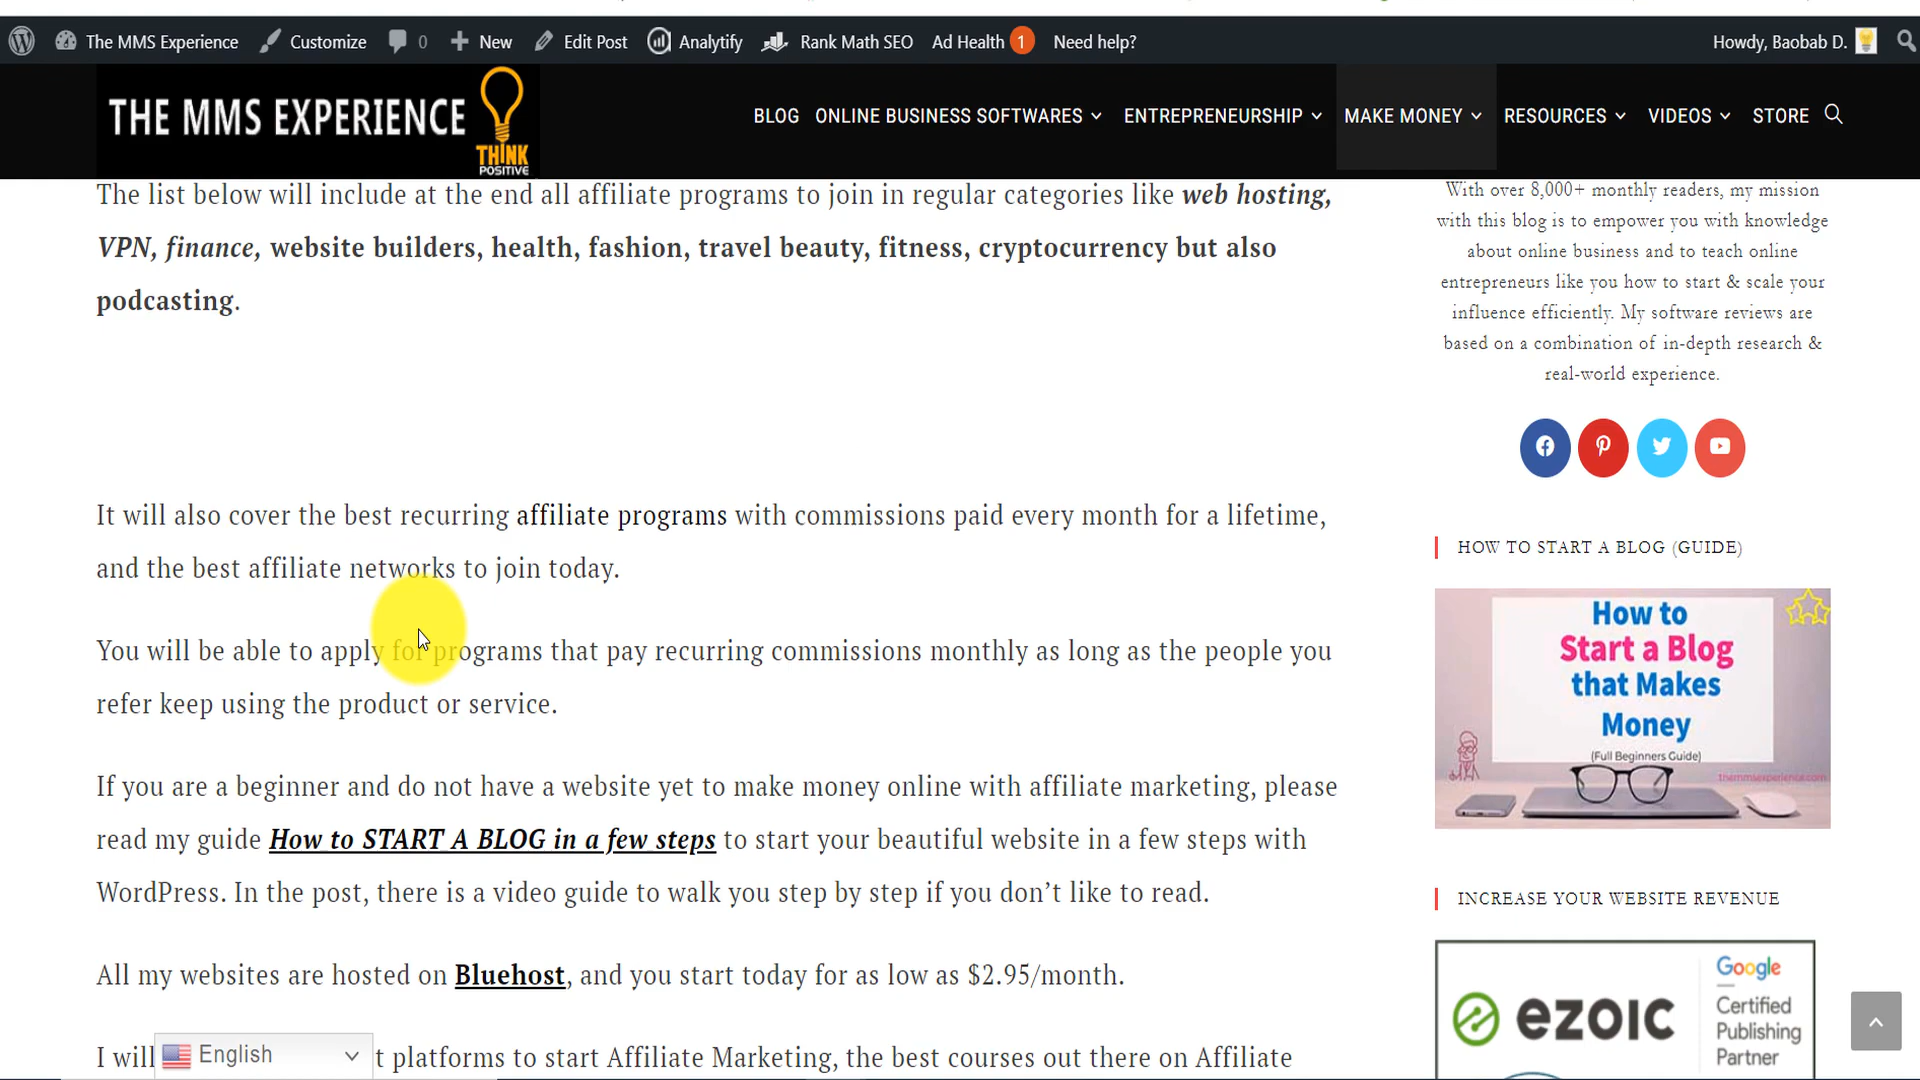 The MMS Experience Customize 0 New Edit Post Analytify Rank Math SEO Ad Health 1 Need help? Howdy, Baobab D.
THE MMS EXPERIENCE
THINK
POSITIVE
BLOG ONLINE BUSINESS SOFTWARES ENTREPRENEURSHIP MAKE MONEY RESOURCES VIDEOS STORE
The list below will include at the end all affiliate programs to join in regular categories like web hosting,
VPN, finance, website builders, health, fashion, travel beauty, fitness, cryptocurrency but also
podcasting.
It will also cover the best recurring affiliate programs with commissions paid every month for a lifetime,
and the best affiliate networks to join today.
You will be able to apply for programs that pay recurring commissions monthly as long as the people you
refer keep using the product or service.
If you are a beginner and do not have a website yet to make money online with affiliate marketing, please
read my guide How to START A BLOG in a few steps to start your beautiful website in a few steps with
WordPress. In the post, there is a video guide to walk you step by step if you don’t like to read.
All my websites are hosted on Bluehost, and you start today for as low as $2.95/month.
I will t platforms to start Affiliate Marketing, the best courses out there on Affiliate
English
With over 8,000+ monthly readers, my mission
with this blog is to empower you with knowledge
about online business and to teach online
entrepreneurs like you how to start & scale your
influence efficiently. My software reviews are
based on a combination of in-depth research &
real-world experience.
HOW TO START A BLOG (GUIDE)
How to
Start a Blog
that Makes
Money
(Full Beginners Guide)
themmsexperience.com
INCREASE YOUR WEBSITE REVENUE
ezoic
Google
Certified
Publishing
Partner